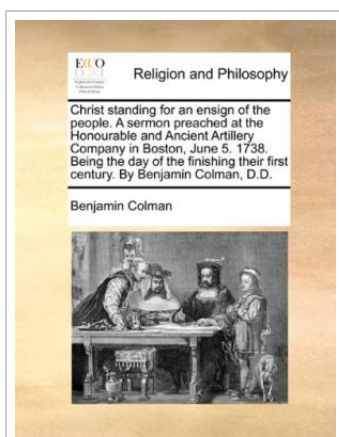 ECCO
Religion and Philosophy
Christ standing for an ensign of the
people. A sermon preached at the
Honourable and Ancient Artillery
Company in Boston, June 5. 1738.
Being the day of the finishing their first
century. By Benjamin Colman, D.D.
Benjamin Colman